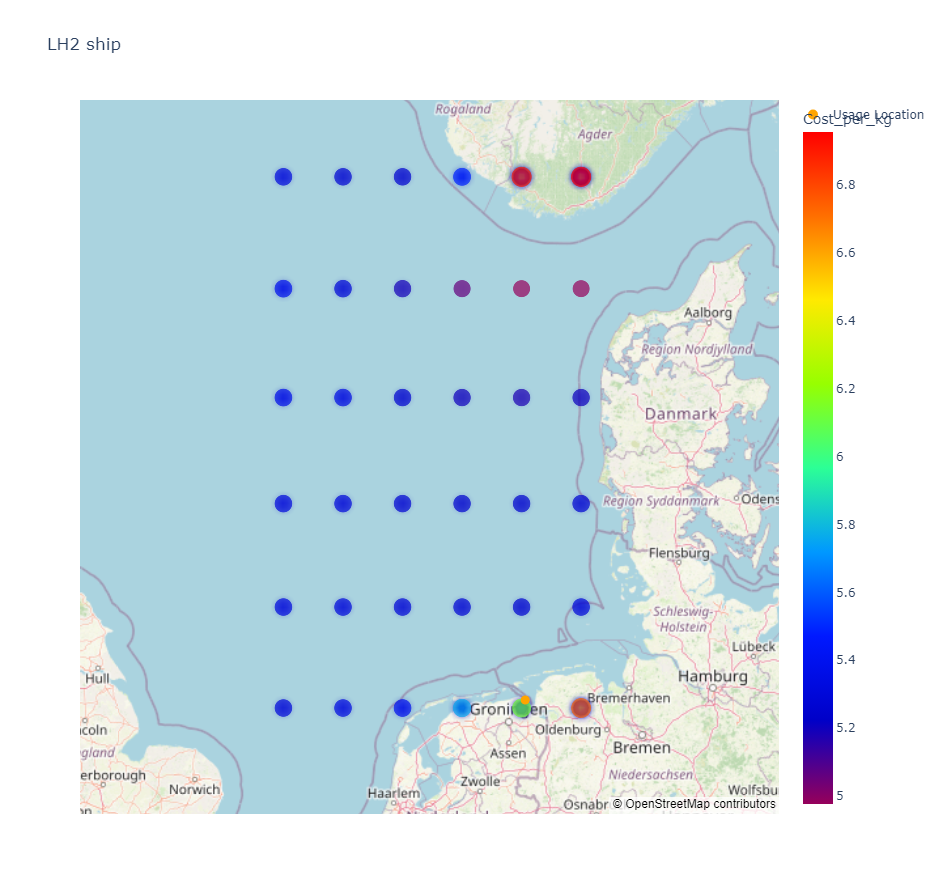 LH2 ship
Rogaland
Agder
Usage Location
Cost_per_kg
6.8
6.6
6.4
6.2
6
5.8
5.6
5.4
5.2
5
Aalborg
Region Nordjylland
Danmark
Region Syddanmark
Odens
Flensburg
Schleswig-
Holstein
Lübeck
Hamburg
Hull
coln
gland
erborough
Norwich
Groningen
Bremerhaven
Oldenburg
Bremen
Assen
Zwolle
Niedersachsen
Haarlem
Wolfsbu
Osnabr
© OpenStreetMap contributors